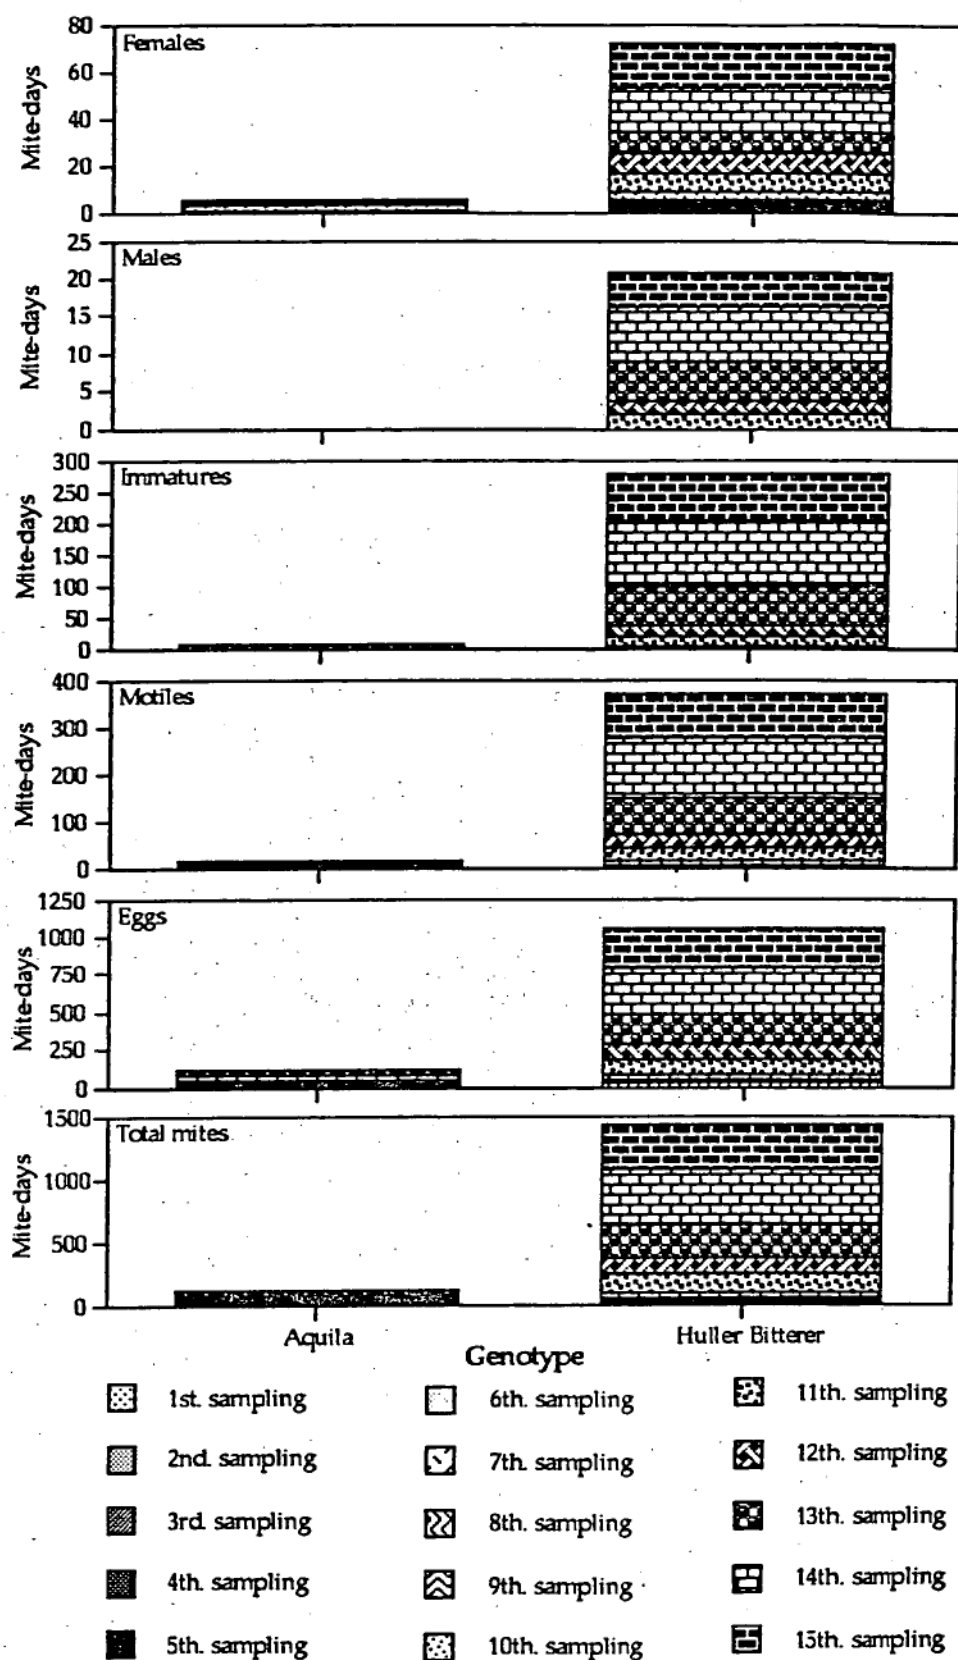 Females
Mite-days
80
60
40
20
0
Males
Mite-days
25
20
15
10
5
0
Immatures
Mite-days
300
250
200
150
100
50
0
Motiles
Mite-days
400
300
200
100
0
Eggs
Mite-days
1250
1000
750
500
250
0
Total mites
Mite-days
1500
1000
500
0
Aquila
Huller Bitterer
Genotype
1st. sampling
2nd. sampling
3rd. sampling
4th. sampling
5th. sampling
6th. sampling
7th. sampling
8th. sampling
9th. sampling
10th. sampling
11th. sampling
12th. sampling
13th. sampling
14th. sampling
15th. sampling